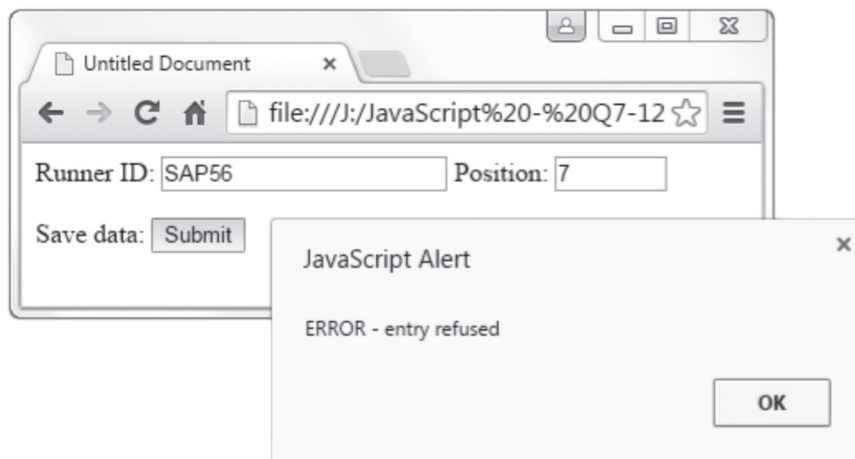 Untitled Document
file:///J:/JavaScript%20-%20Q7-12
Runner ID: SAP56 Position: 7
Save data: Submit
JavaScript Alert
ERROR - entry refused
OK